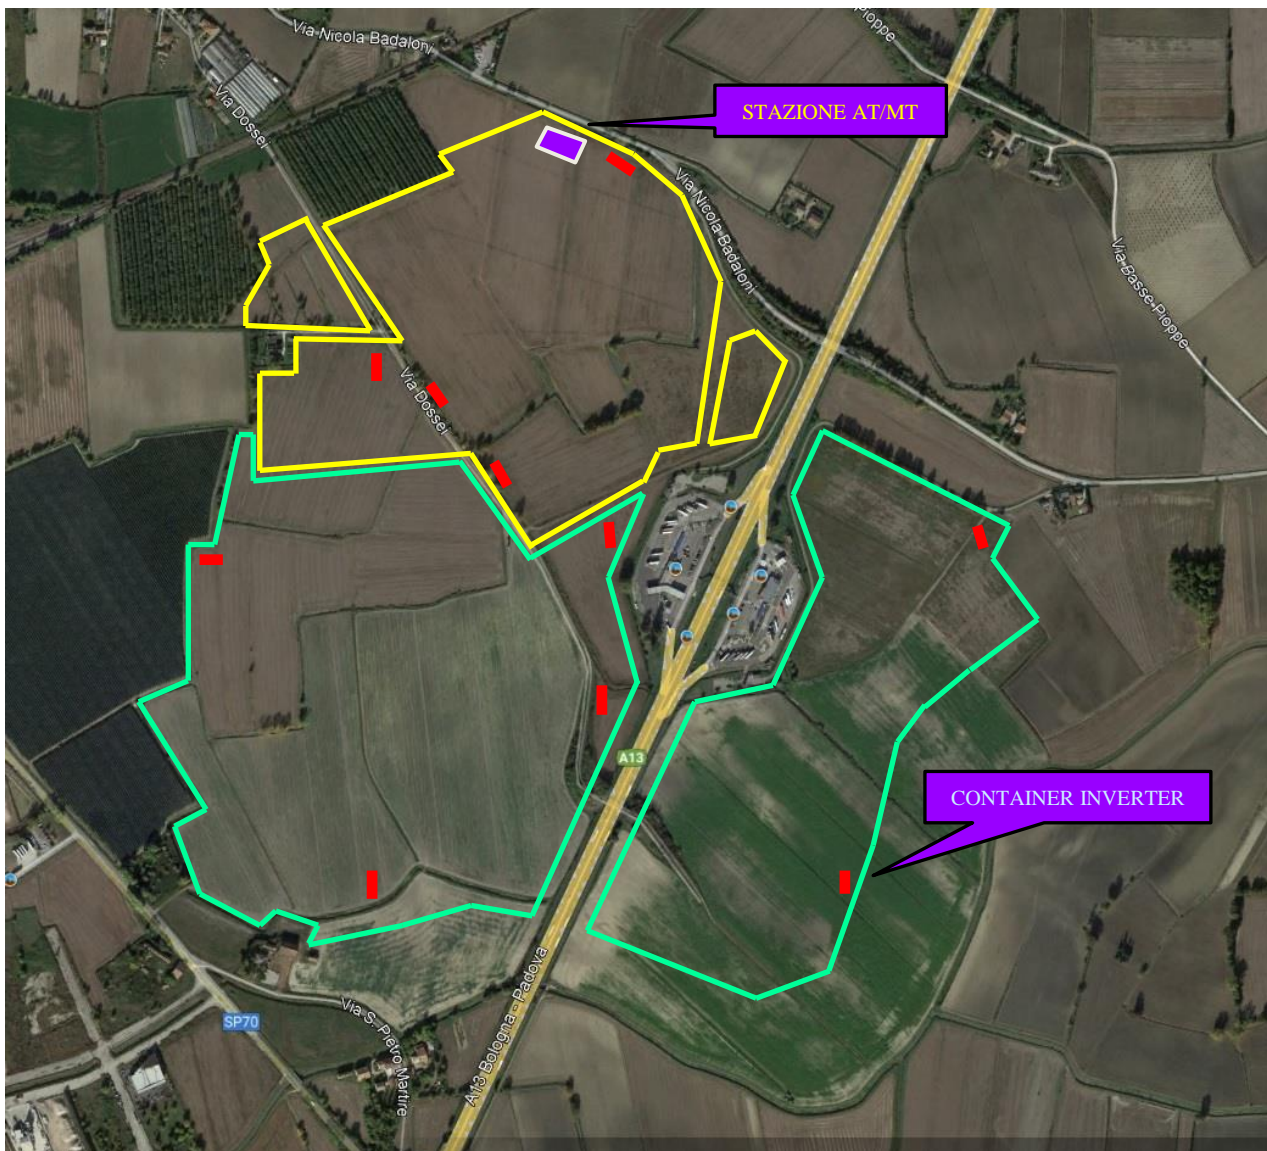 Via Nicola Badaloni
Pioppe
Via Dossei
STAZIONE AT/MT
Via Nicola Badaloni
Via Basse Pioppe
Via Dossei
A13
CONTAINER INVERTER
A13 Bologna - Padova
Via S. Pietro Martire
SP70